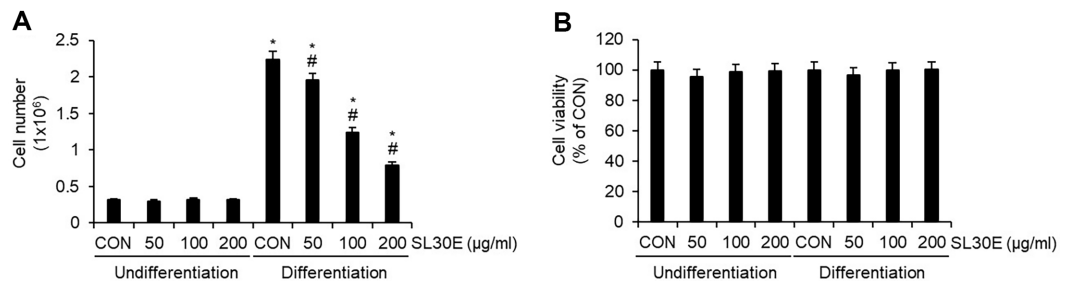 A
Cell number
(1x10⁶)
2.5
2
1.5
1
0.5
0
*
*
#
*
#
*
#
CON 50 100 200 CON 50 100 200 SL30E (µg/ml)
Undifferentiation Differentiation
B
Cell viability
(% of CON)
120
100
80
60
40
20
0
CON 50 100 200 CON 50 100 200 SL30E (µg/ml)
Undifferentiation Differentiation